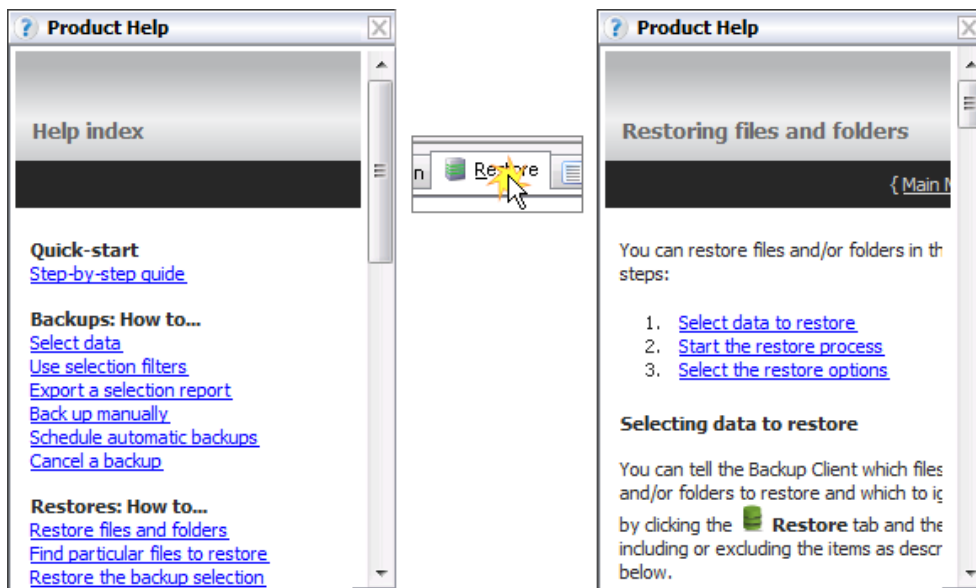 Product Help
Help index
Quick-start
Step-by-step guide
Backups: How to...
Select data
Use selection filters
Export a selection report
Back up manually
Schedule automatic backups
Cancel a backup
Restores: How to...
Restore files and folders
Find particular files to restore
Restore the backup selection
n Restore
Product Help
Restoring files and folders
{ Main
You can restore files and/or folders in
steps:
1. Select data to restore
2. Start the restore process
3. Select the restore options
Selecting data to restore
You can tell the Backup Client which files
and/or folders to restore and which to
by clicking the Restore tab and the
including or excluding the items as descr
below.